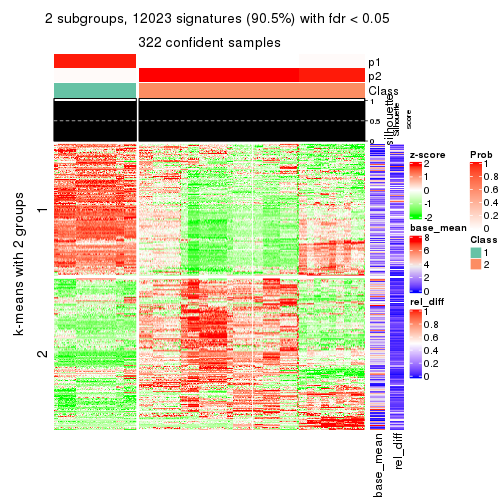 2 subgroups, 12023 signatures (90.5%) with fdr < 0.05
322 confident samples
p1
p2
Class
1
0.5
0
silhouette
Silhouette
score
k-means with 2 groups
1
2
base_mean
rel_diff
z-score
2
1
0
-1
-2
base_mean
8
6
4
2
0
rel_diff
1
0.8
0.6
0.4
0.2
0
Prob
1
0.8
0.6
0.4
0.2
0
Class
1
2